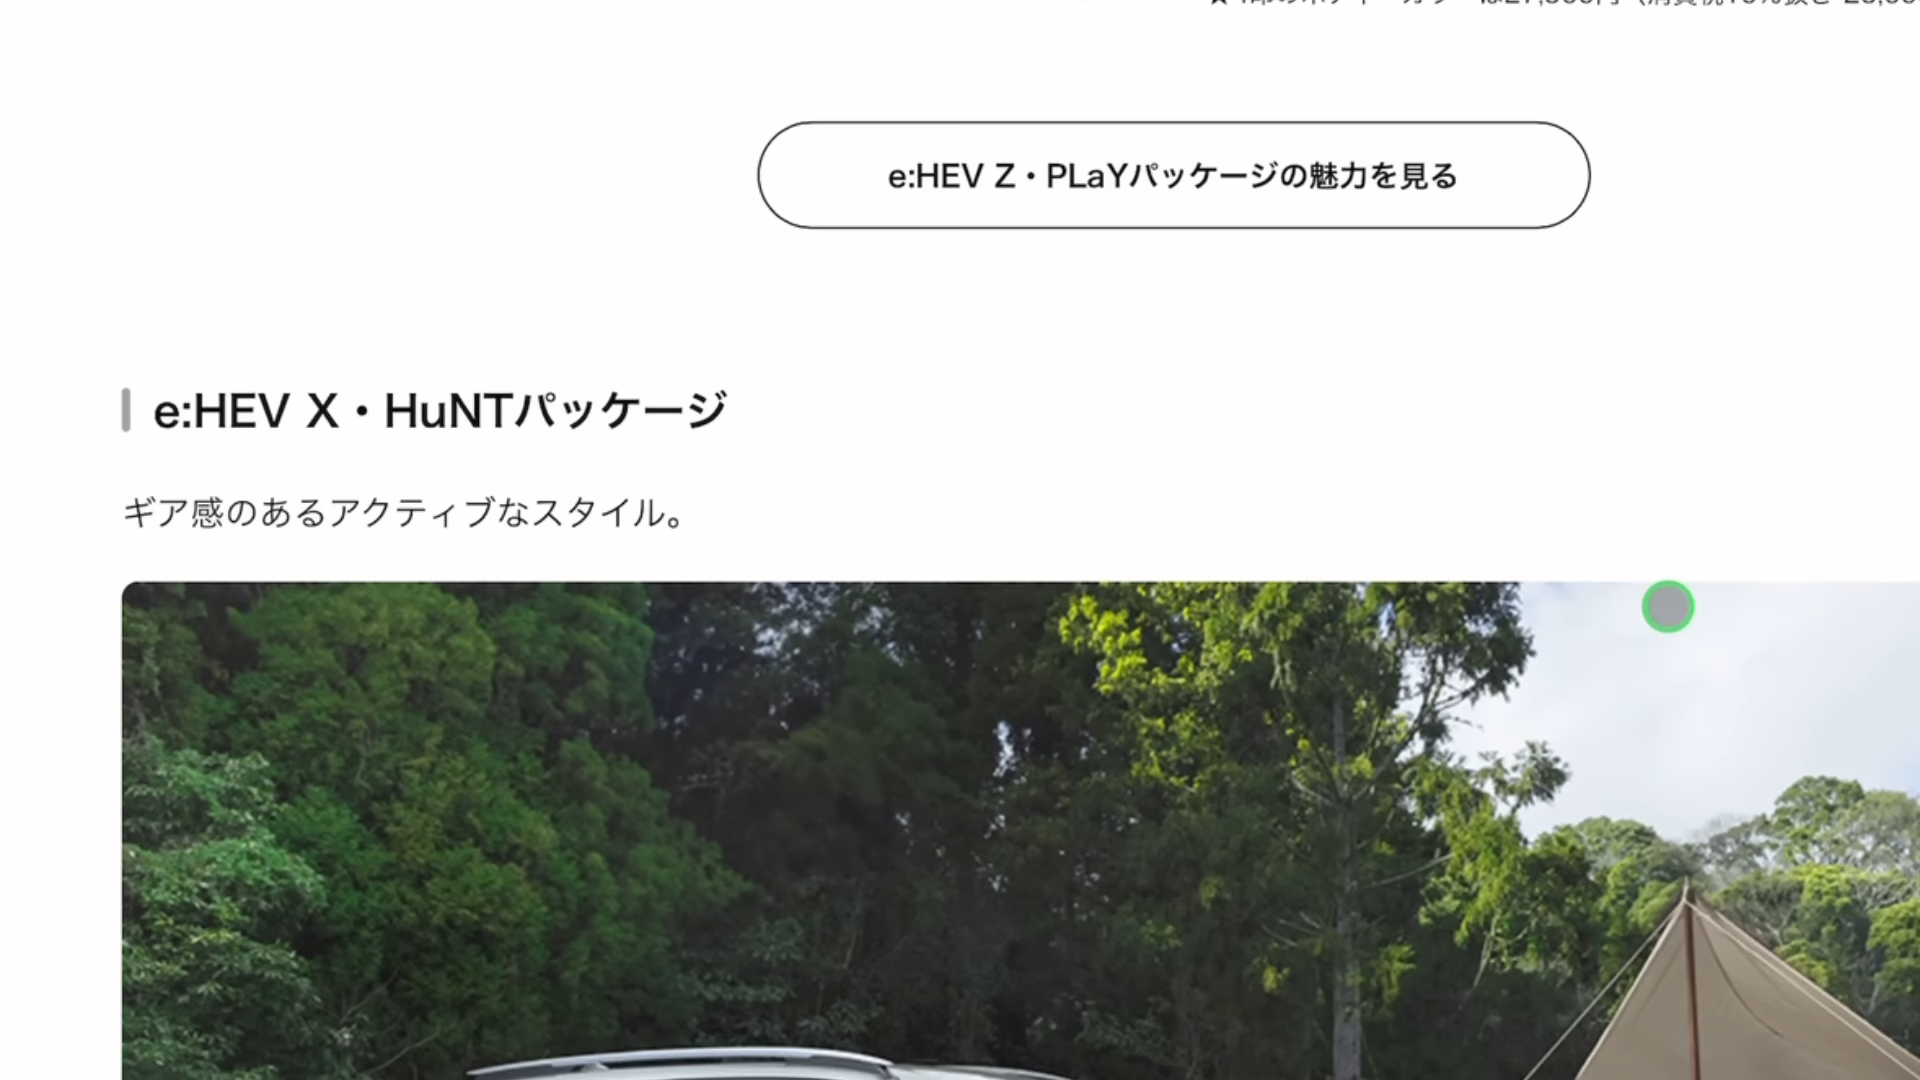 e:HEV Z・PLaYパッケージの魅力を見る
e:HEV X・HuNTパッケージ
ギア感のあるアクティブなスタイル。